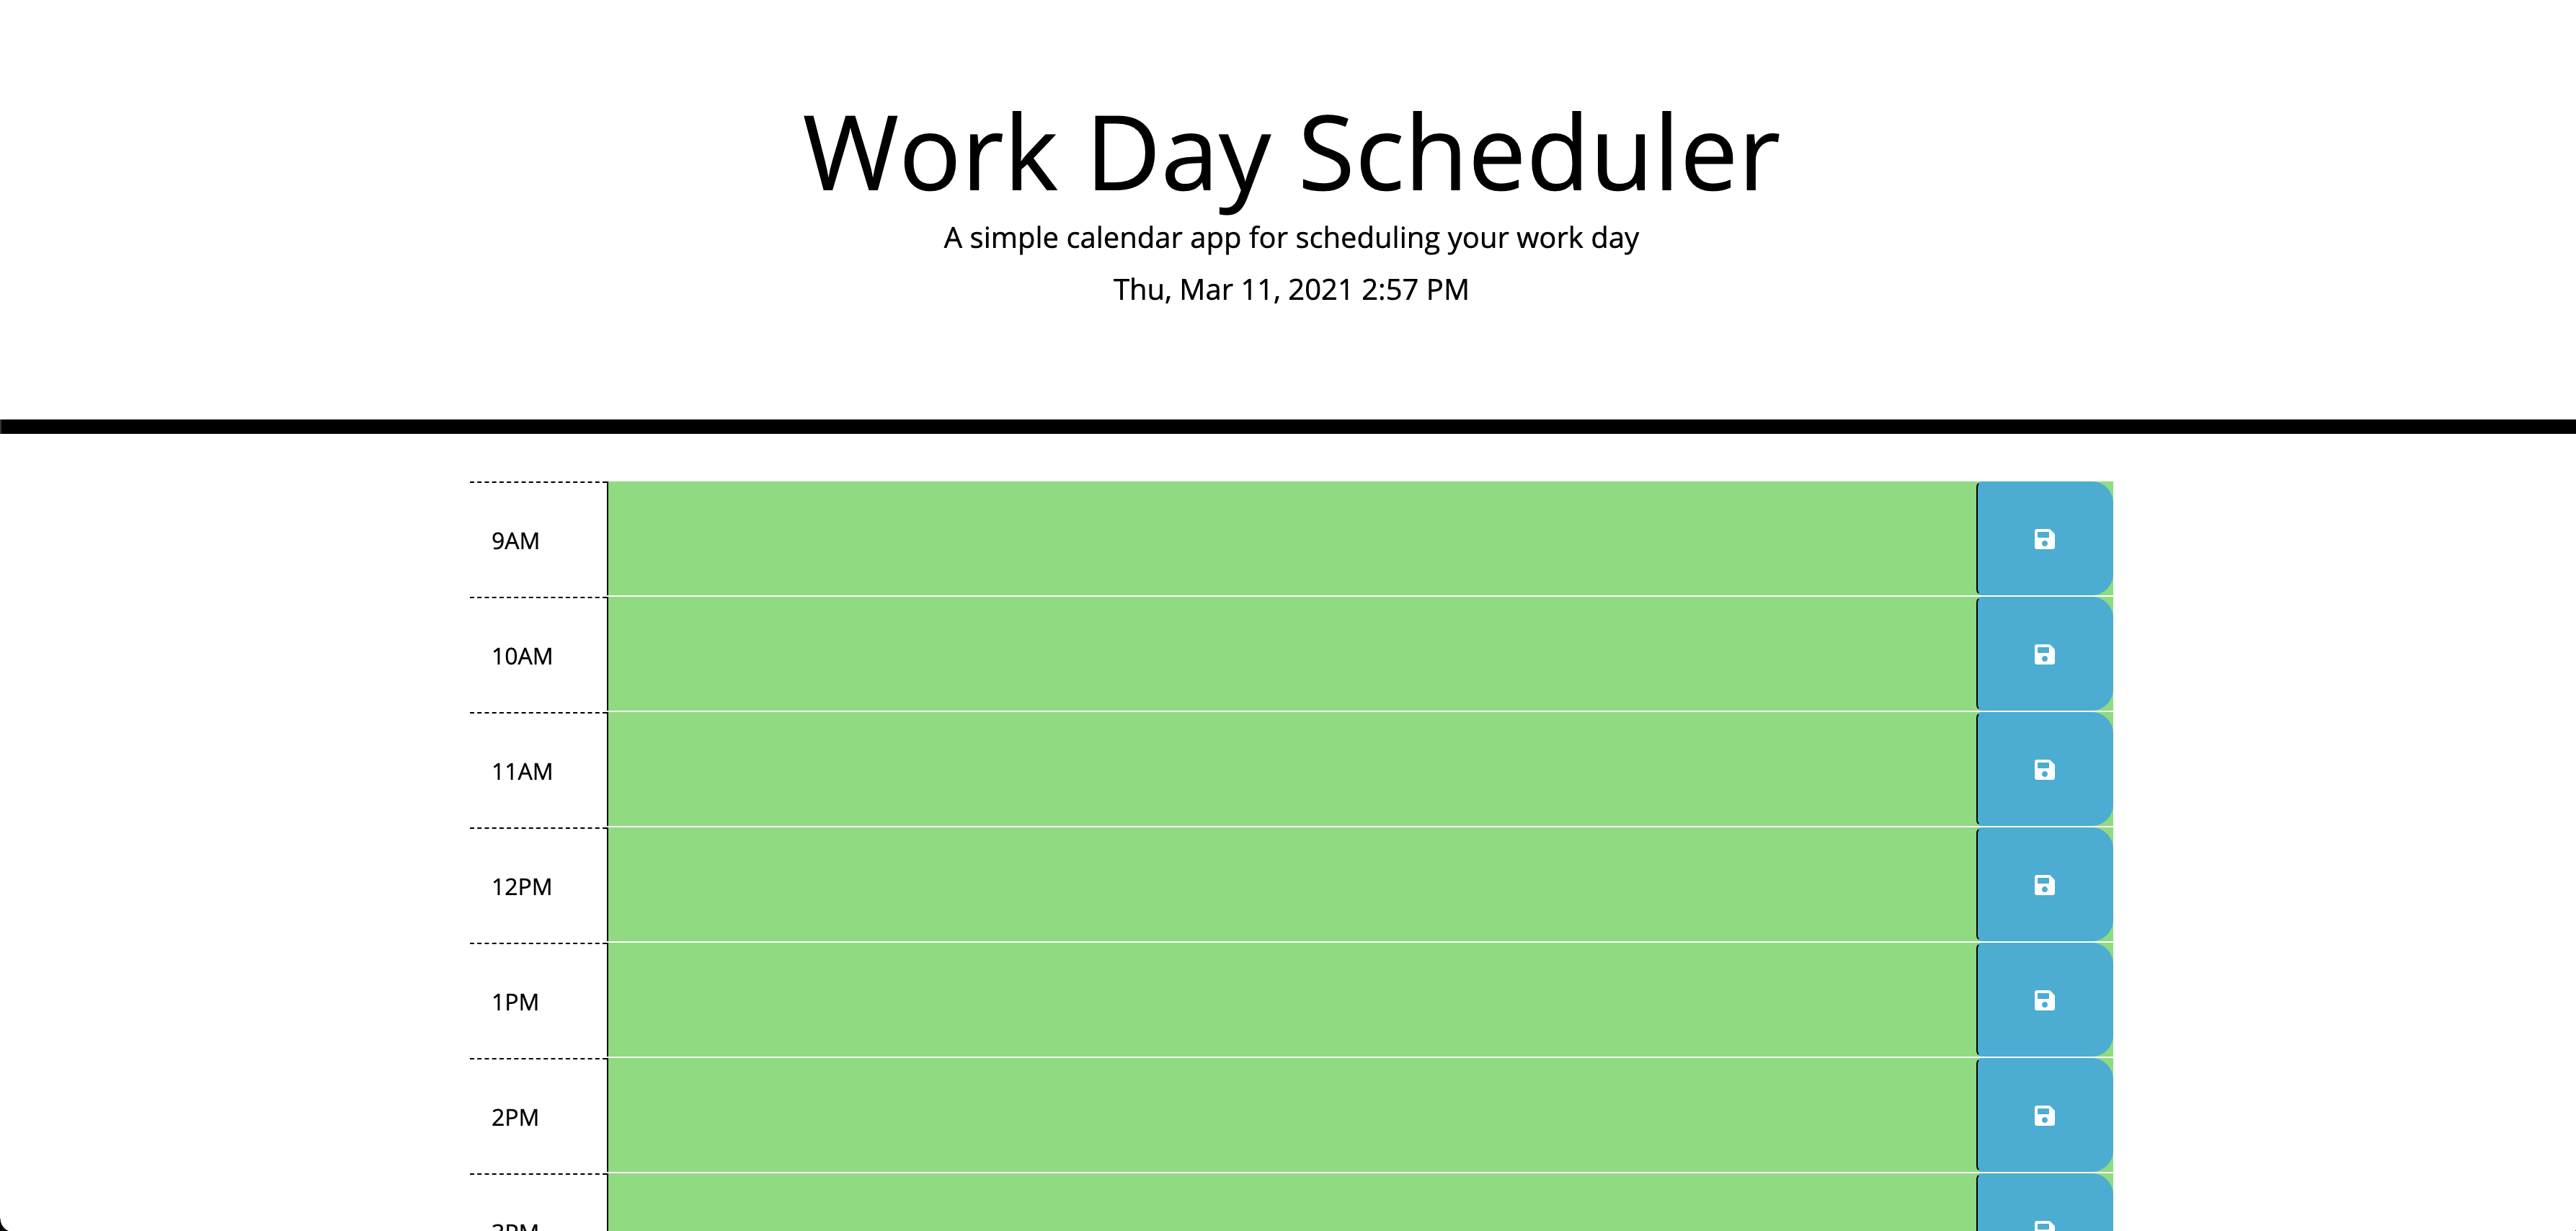 Work Day Scheduler
A simple calendar app for scheduling your work day
Thu, Mar 11, 2021 2:57 PM
9AM
10AM
11AM
12PM
1PM
2PM
3PM